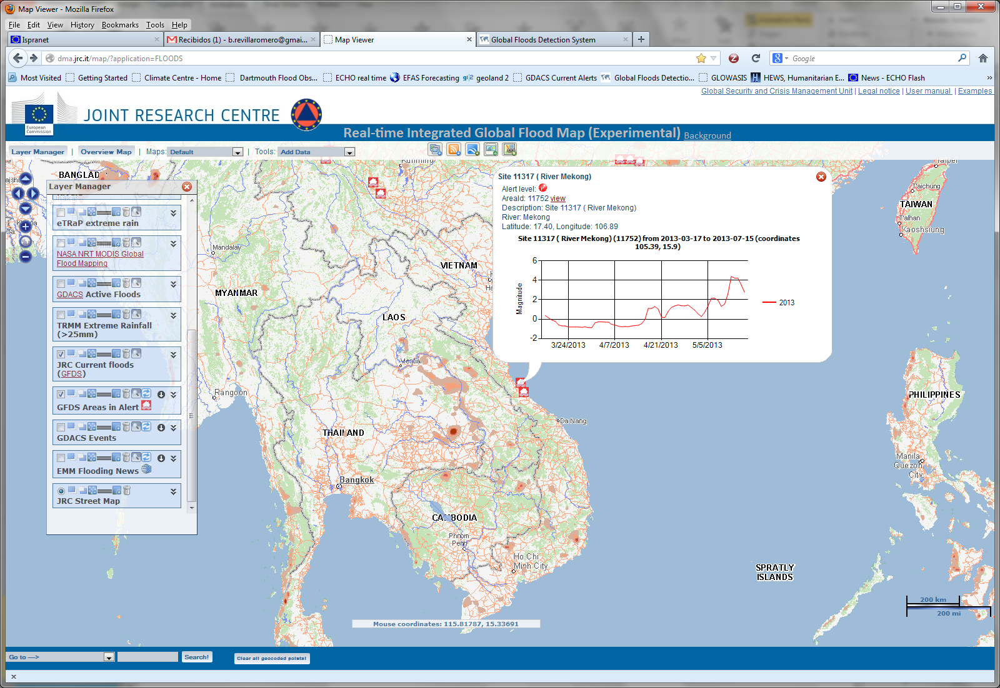 Map Viewer - Mozilla Firefox
File Edit View History Bookmarks Tools Help
Ispranet
Recibidos (1) - b.revillaromero@gmai...
Map Viewer
Global Floods Detection System
dma.jrc.it/map/?application=FLOODS
Google
Most Visited Getting Started Climate Centre - Home Dartmouth Flood Obs... ECHO real time EFAS Forecasting geoland 2 GDACS Current Alerts Global Floods Detectio... GLOWASIS HEWS, Humanitarian E... News - ECHO Flash
Global Security and Crisis Management Unit | Legal notice | User manual | Examples
European
Commission
JOINT RESEARCH CENTRE
Real-time Integrated Global Flood Map (Experimental) Background
Layer Manager | Overview Map | Maps: Default | Tools: Add Data
Layer Manager
eTRaP extreme rain
NASA NRT MODIS Global
Flood Mapping
GDACS Active Floods
TRMM Extreme Rainfall
(>25mm)
JRC Current floods
(GFDS)
GFDS Areas in Alert
GDACS Events
EMM Flooding News
JRC Street Map
Site 11317 ( River Mekong)
Alert level:
AreaId: 11752 view
Description: Site 11317 ( River Mekong)
River: Mekong
Latitude: 17.40, Longitude: 106.89
Site 11317 ( River Mekong) (11752) from 2013-03-17 to 2013-07-15 (coordinates
105.39, 15.9)
Magnitude
6
4
2
0
-2
3/24/2013 4/7/2013 4/21/2013 5/5/2013
2013
BANGLAD
Kunming
Mandalay
MYANMAR
VIETNAM
LAOS
Rangoon
THAILAND
Da Nang
Bangkok
CAMBODIA
Phnom
Penh
Ho Chi
Minh City
Taipei
T'aichung
TAIWAN
T'ainan
Kaoshsiung
PHILIPPINES
Manila
Quezon
City
SPRATLY
ISLANDS
200 km
200 mi
Mouse coordinates: 115.81787, 15.33691
Go to --->
Search!
Clear all geocoded points!
x